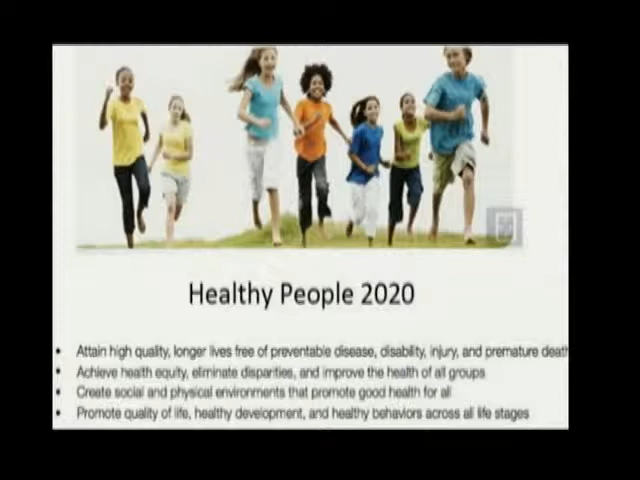 Healthy People 2020
• Attain high quality, longer lives free of preventable disease, disability, injury, and premature death
• Achieve health equity, eliminate disparities, and improve the health of all groups
• Create social and physical environments that promote good health for all
• Promote quality of life, healthy development, and healthy behaviors across all life stages